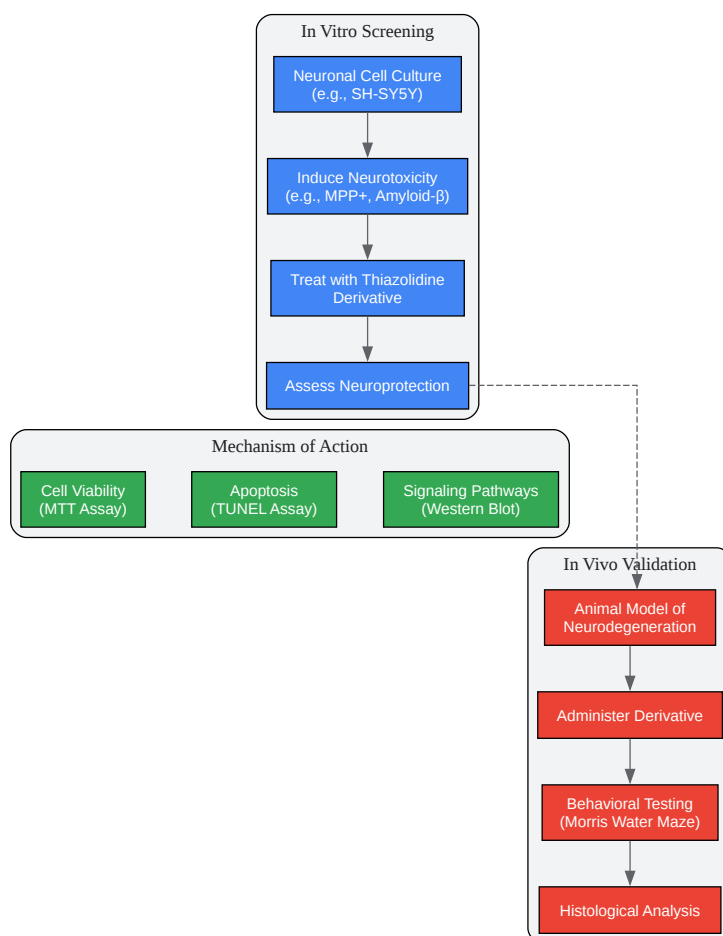 In Vitro Screening
Neuronal Cell Culture
(e.g., SH-SY5Y)
Induce Neurotoxicity
(e.g., MPP+, Amyloid-β)
Treat with Thiazolidine
Derivative
Assess Neuroprotection
Mechanism of Action
Cell Viability
(MTT Assay)
Apoptosis
(TUNEL Assay)
Signaling Pathways
(Western Blot)
In Vivo Validation
Animal Model of
Neurodegeneration
Administer Derivative
Behavioral Testing
(Morris Water Maze)
Histological Analysis